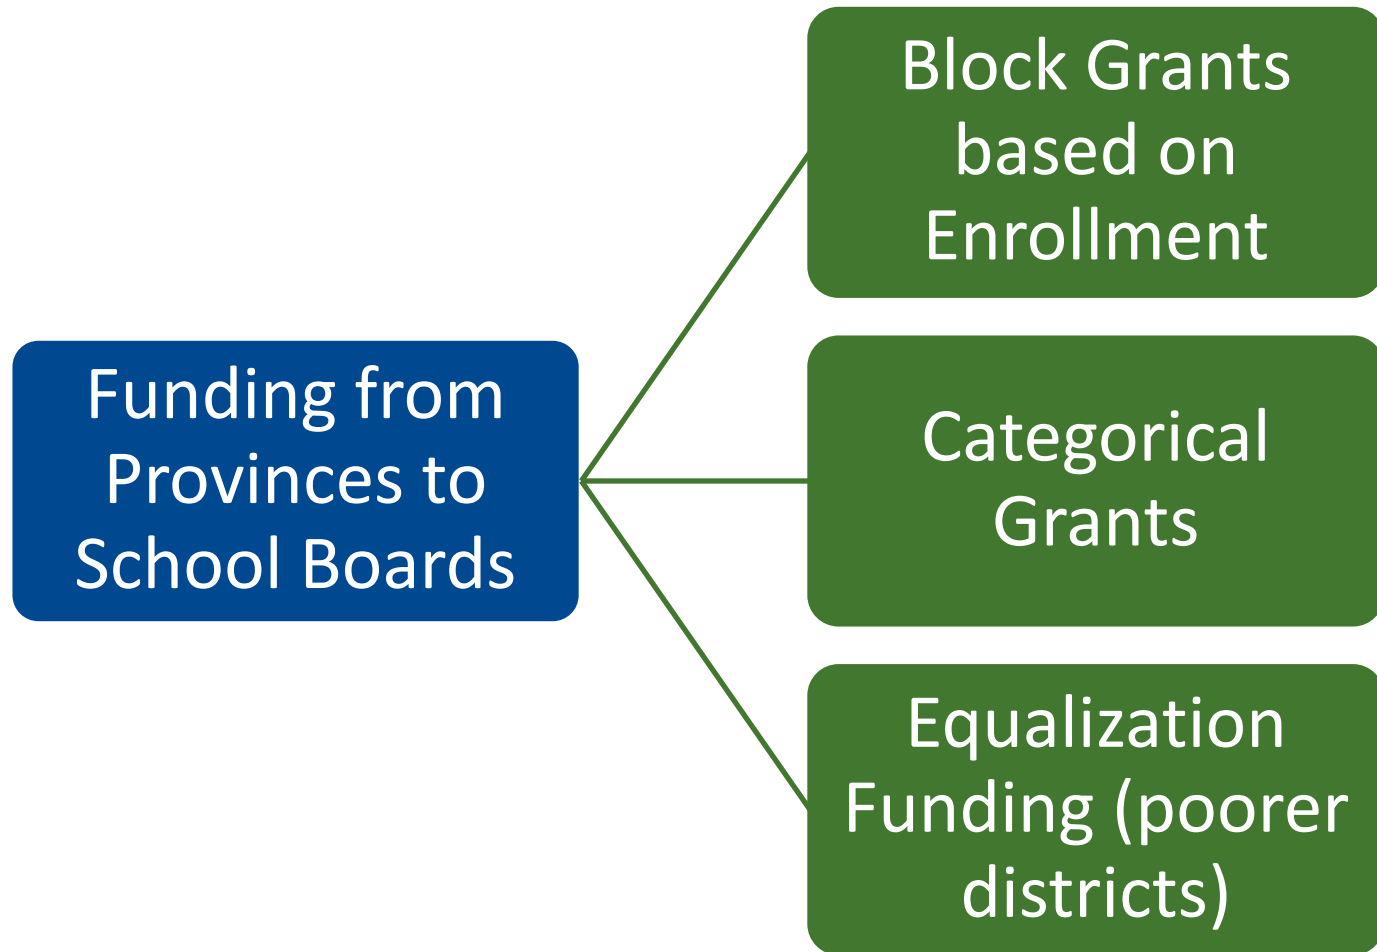 Block Grants
based on
Enrollment
Funding from
Provinces to
School Boards
Categorical
Grants
Equalization
Funding (poorer
districts)